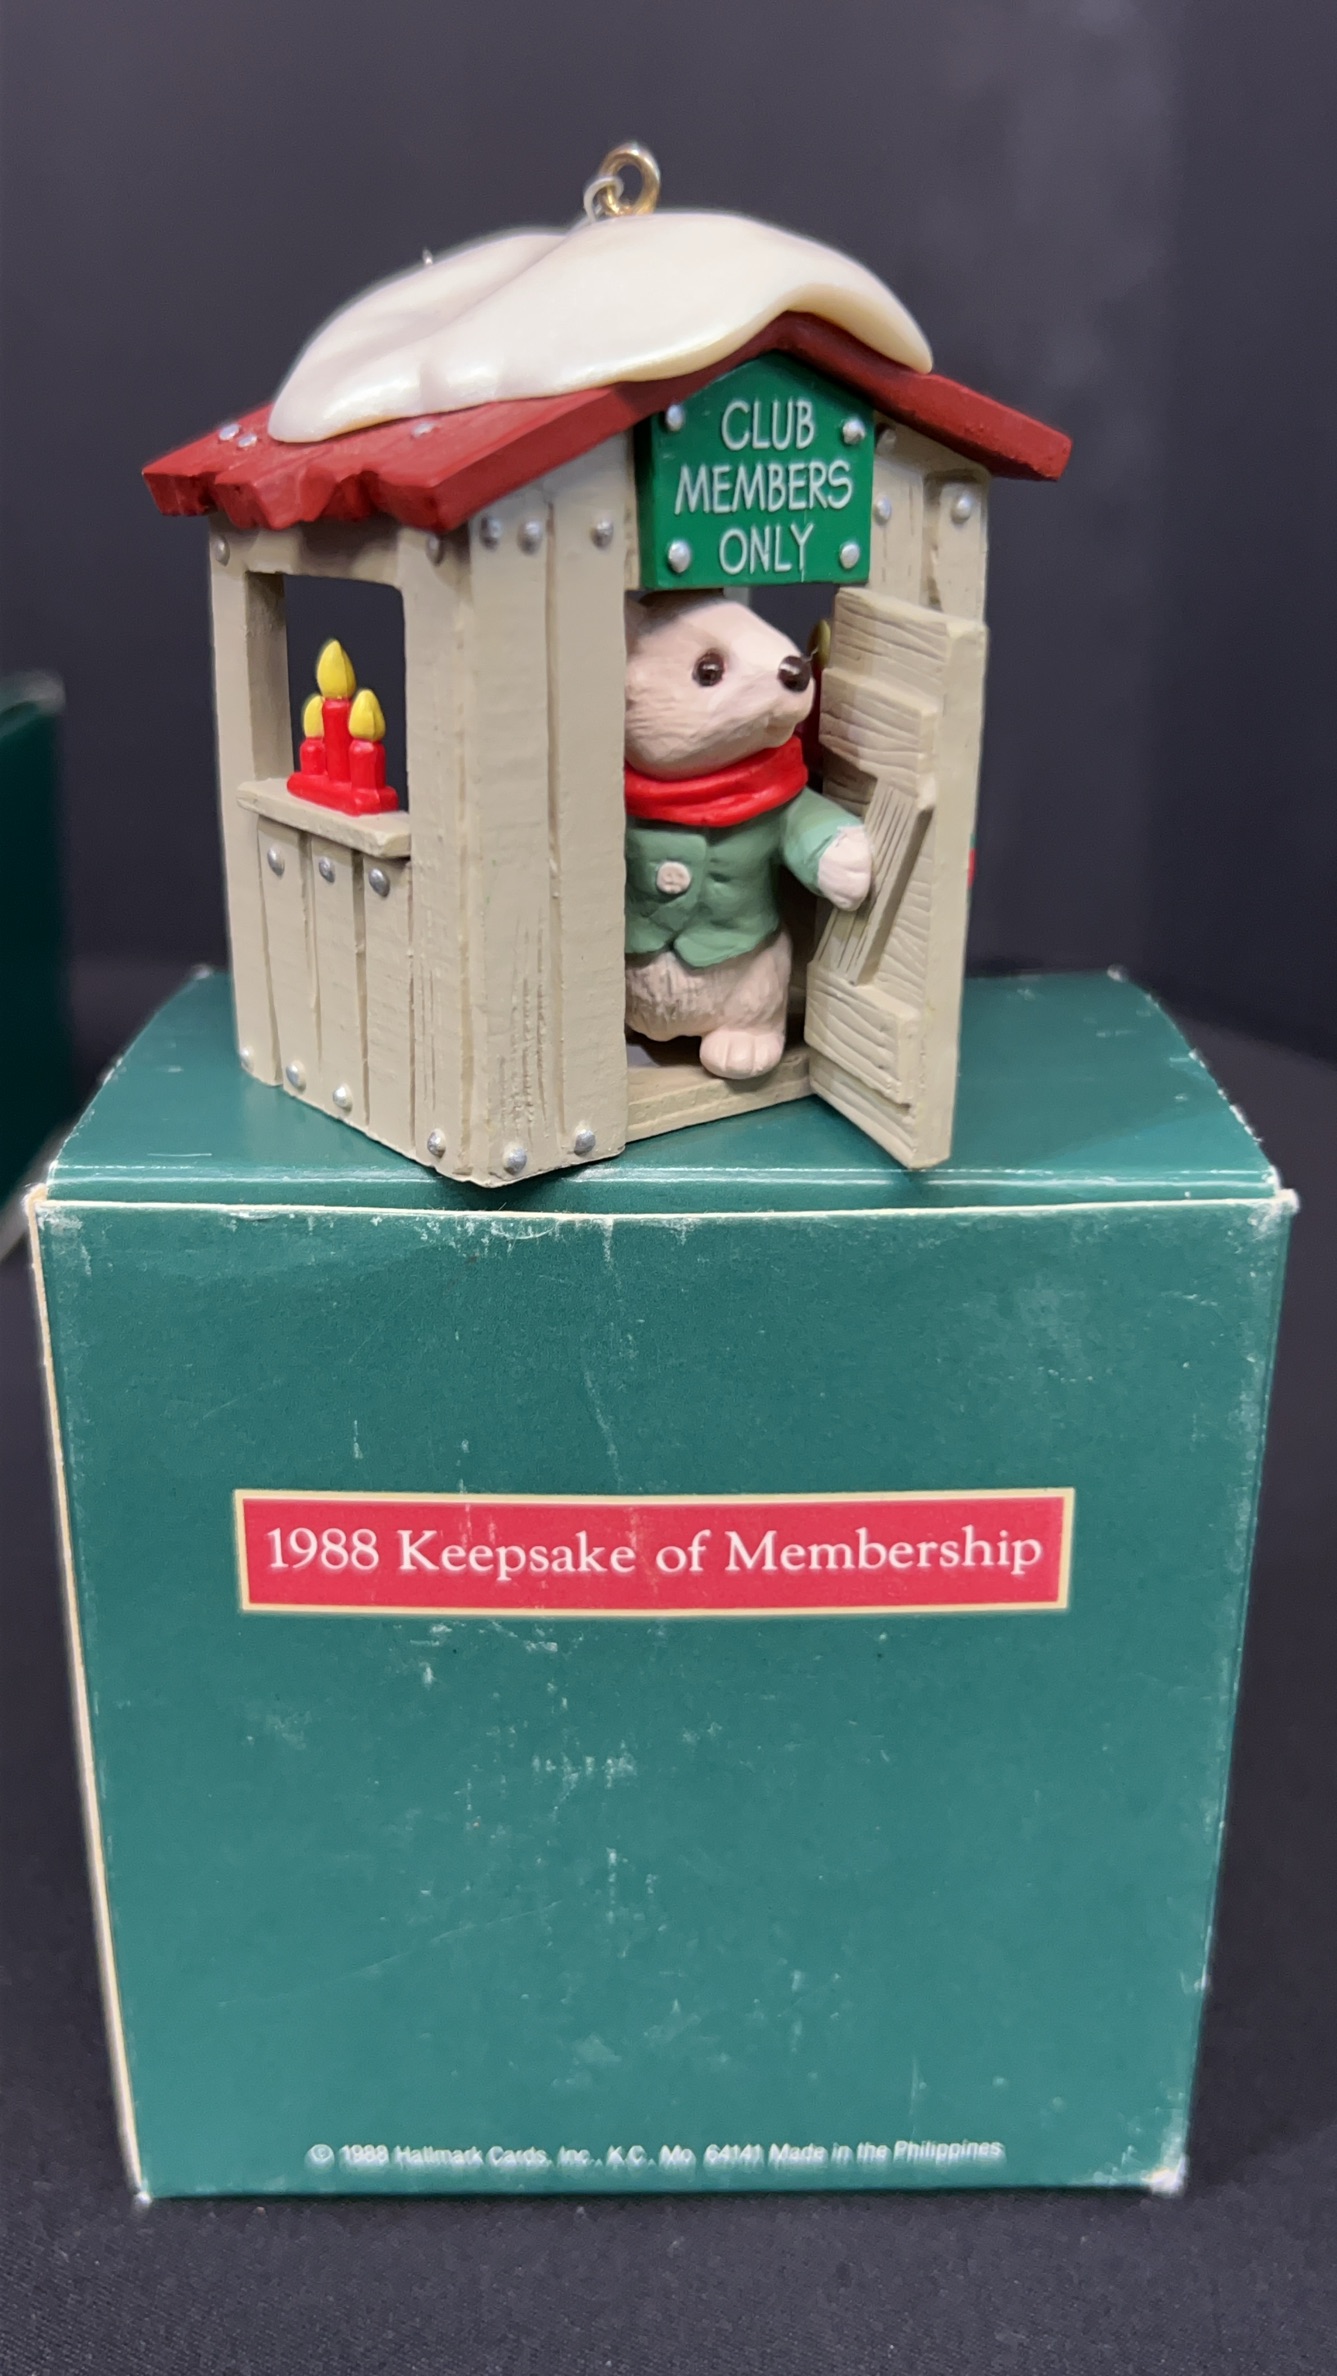 CLUB
MEMBERS
ONLY
1988 Keepsake of Membership
© 1988 Hallmark Cards, Inc., K.C., Mo. 64141 Made in the Philippines